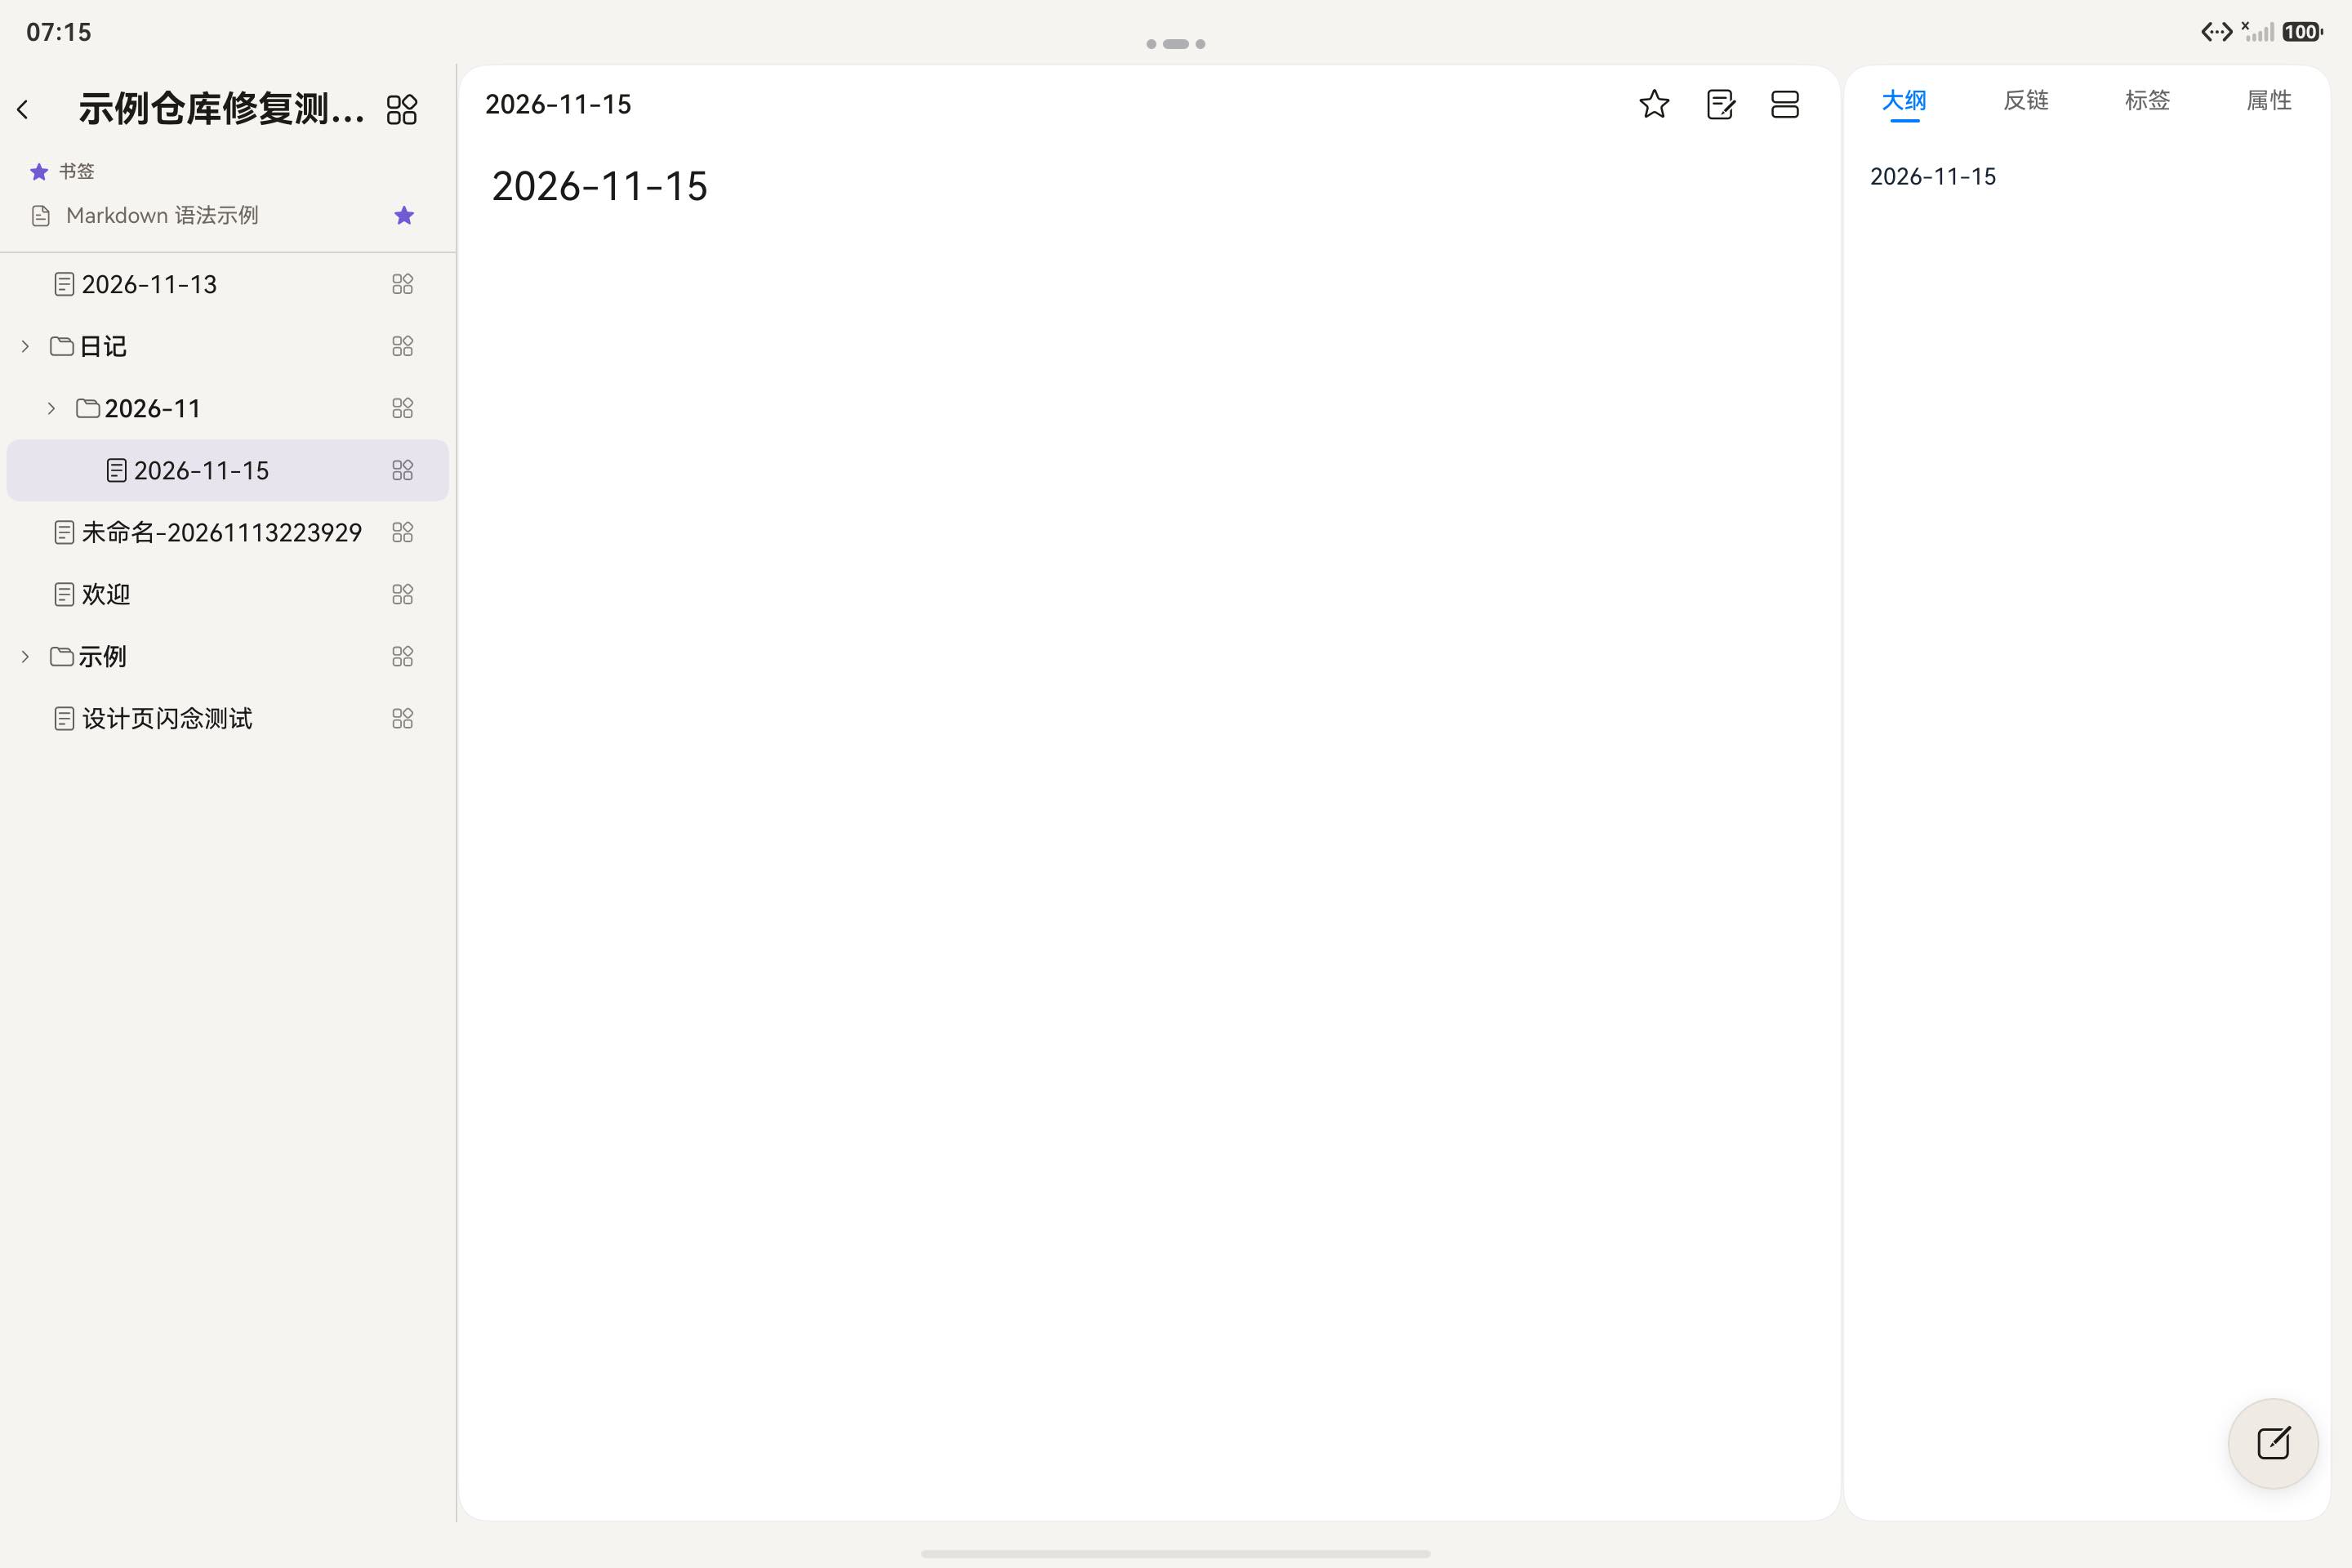 07:15
100
示例仓库修复测...
书签
Markdown 语法示例
2026-11-13
日记
2026-11
2026-11-15
未命名-20261113223929
欢迎
示例
设计页闪念测试
2026-11-15
2026-11-15
大纲
反链
标签
属性
2026-11-15